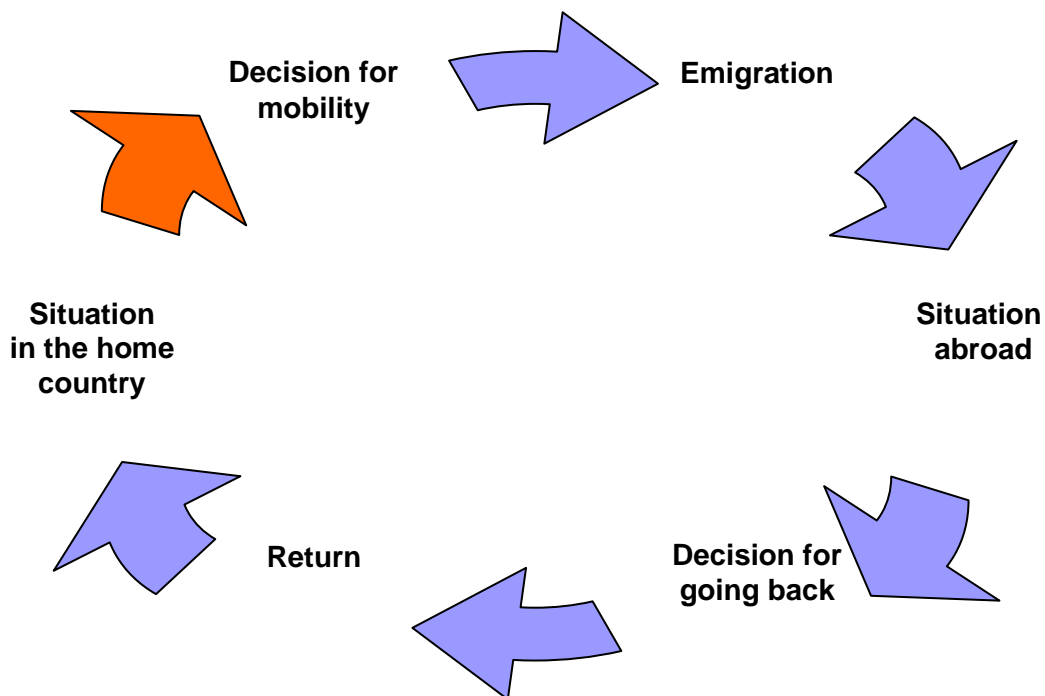 Decision for
mobility
Emigration
Situation
abroad
Decision for
going back
Return
Situation
in the home
country